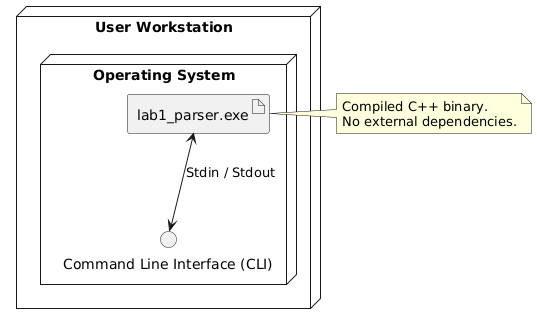 User Workstation
Operating System
lab1_parser.exe
Compiled C++ binary.
No external dependencies.
Stdin / Stdout
Command Line Interface (CLI)